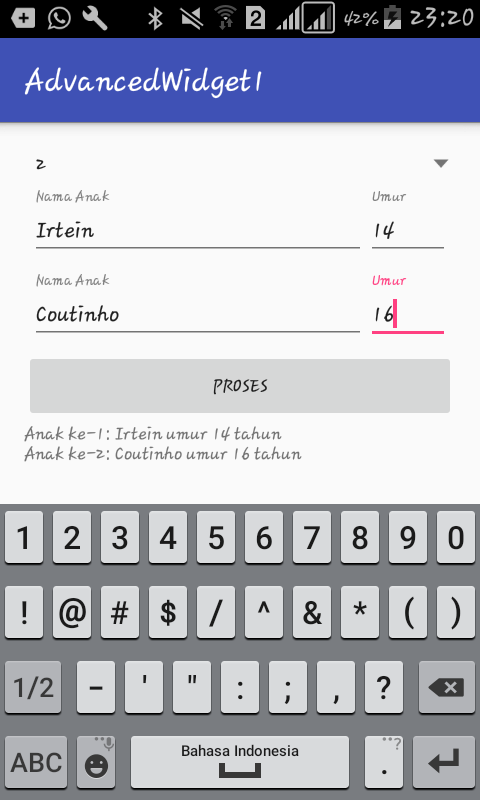 2 42% 23:20
AdvancedWidget1
2
Nama Anak Umur
Irtein 14
Nama Anak Umur
Coutinho 16
PROSES
Anak ke-1: Irtein umur 14 tahun
Anak ke-2: Coutinho umur 16 tahun
1 2 3 4 5 6 7 8 9 0
! @ # $ / ^ & * ( )
1/2 - ' " : ; , ?
ABC Bahasa Indonesia . ?